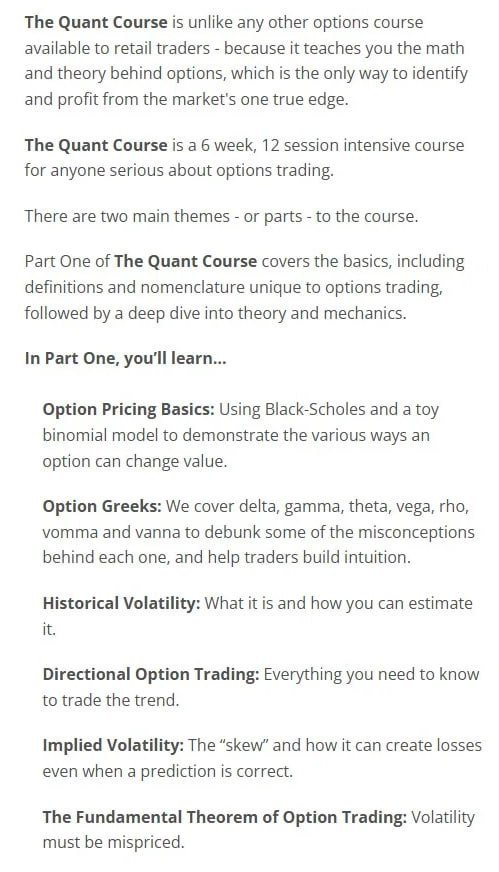 The Quant Course is unlike any other options course
available to retail traders - because it teaches you the math
and theory behind options, which is the only way to identify
and profit from the market's one true edge.
The Quant Course is a 6 week, 12 session intensive course
for anyone serious about options trading.
There are two main themes - or parts - to the course.
Part One of The Quant Course covers the basics, including
definitions and nomenclature unique to options trading,
followed by a deep dive into theory and mechanics.
In Part One, you’ll learn...
Option Pricing Basics: Using Black-Scholes and a toy
binomial model to demonstrate the various ways an
option can change value.
Option Greeks: We cover delta, gamma, theta, vega, rho,
vomma and vanna to debunk some of the misconceptions
behind each one, and help traders build intuition.
Historical Volatility: What it is and how you can estimate
it.
Directional Option Trading: Everything you need to know
to trade the trend.
Implied Volatility: The “skew” and how it can create losses
even when a prediction is correct.
The Fundamental Theorem of Option Trading: Volatility
must be mispriced.